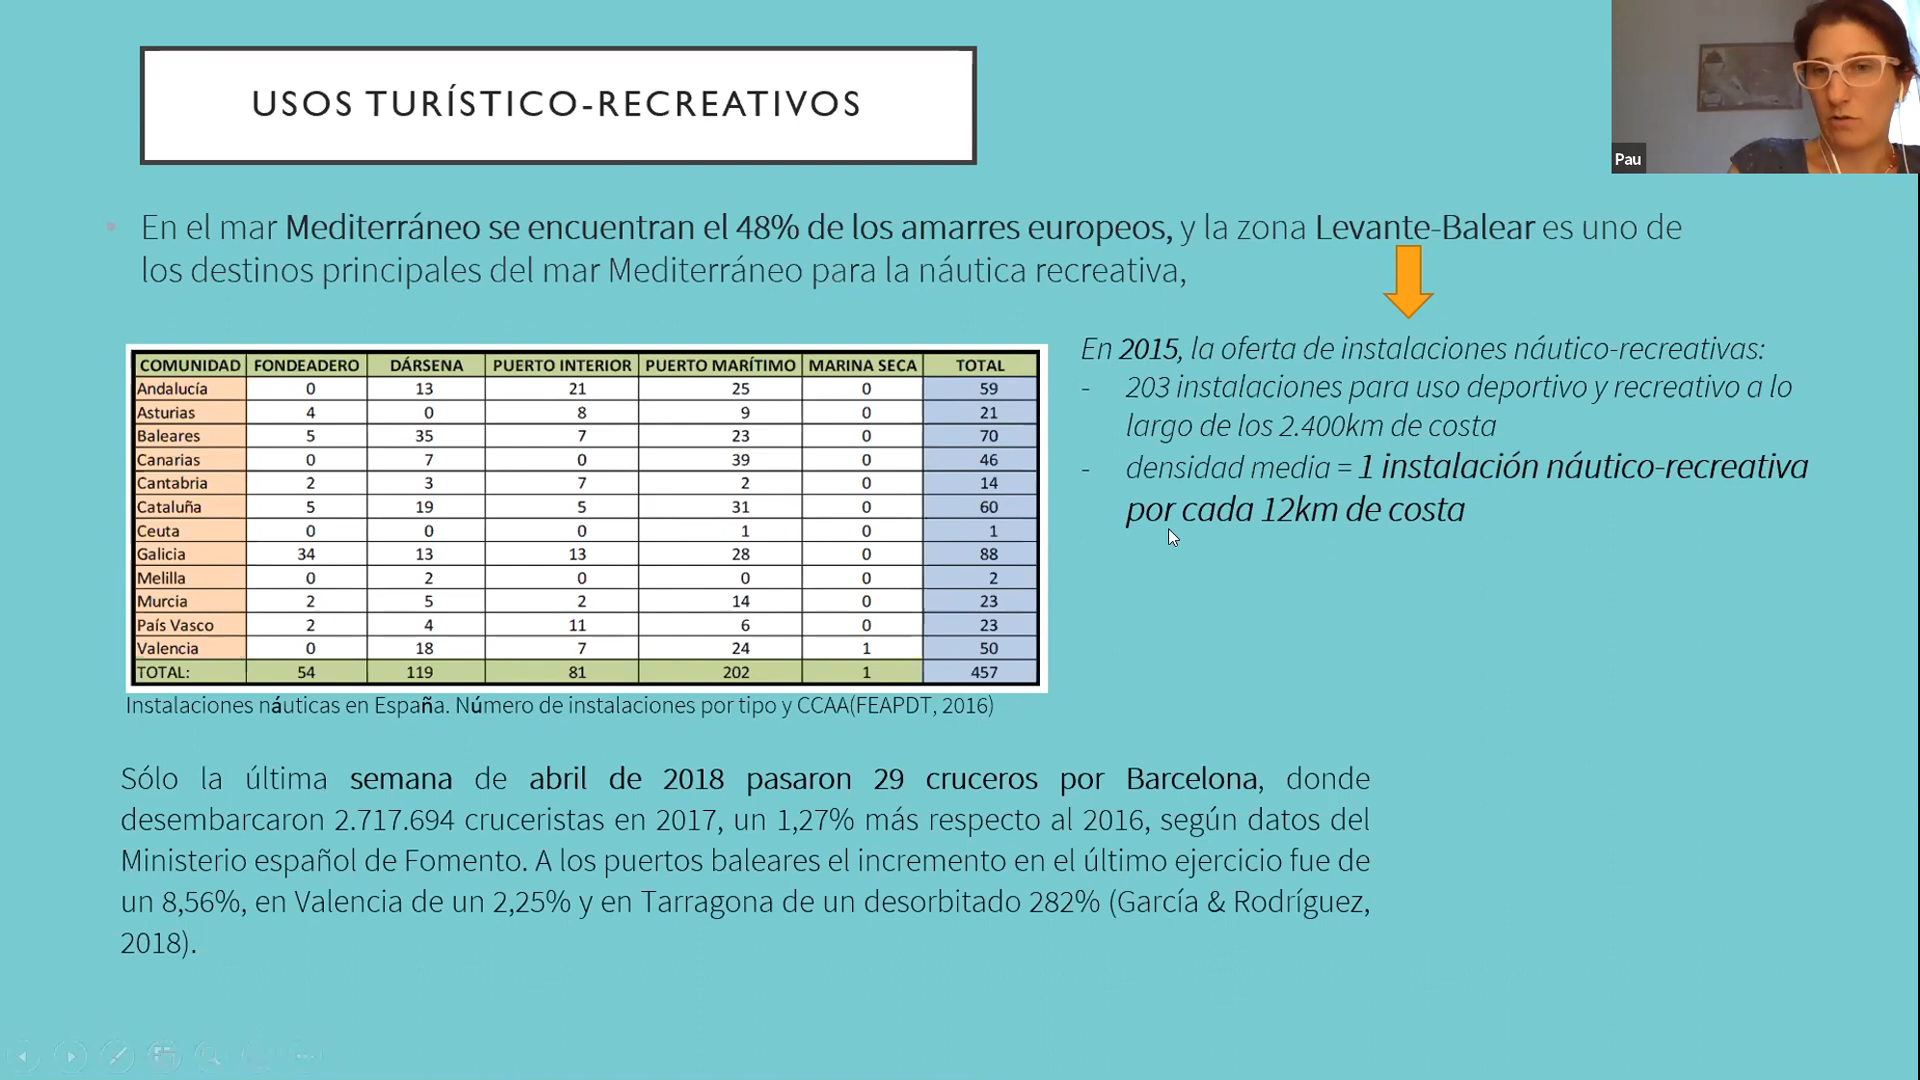 USOS TURÍSTICO-RECREATIVOS
Pau
En el mar Mediterráneo se encuentran el 48% de los amarres europeos, y la zona Levante-Balear es uno de
los destinos principales del mar Mediterráneo para la náutica recreativa,
COMUNIDAD FONDEADERO DÁRSENA PUERTO INTERIOR PUERTO MARÍTIMO MARINA SECA TOTAL
Andalucía 0 13 21 25 0 59
Asturias 4 0 8 9 0 21
Baleares 5 35 7 23 0 70
Canarias 0 7 0 39 0 46
Cantabria 2 3 7 2 0 14
Cataluña 5 19 5 31 0 60
Ceuta 0 0 0 1 0 1
Galicia 34 13 13 28 0 88
Melilla 0 2 0 0 0 2
Murcia 2 5 2 14 0 23
País Vasco 2 4 11 6 0 23
Valencia 0 18 7 24 1 50
TOTAL: 54 119 81 202 1 457
Instalaciones náuticas en España. Número de instalaciones por tipo y CCAA(FEAPDT, 2016)
En 2015, la oferta de instalaciones náutico-recreativas:
- 203 instalaciones para uso deportivo y recreativo a lo
largo de los 2.400km de costa
- densidad media = 1 instalación náutico-recreativa
por cada 12km de costa
Sólo la última semana de abril de 2018 pasaron 29 cruceros por Barcelona, donde
desembarcaron 2.717.694 cruceristas en 2017, un 1,27% más respecto al 2016, según datos del
Ministerio español de Fomento. A los puertos baleares el incremento en el último ejercicio fue de
un 8,56%, en Valencia de un 2,25% y en Tarragona de un desorbitado 282% (García & Rodríguez,
2018).